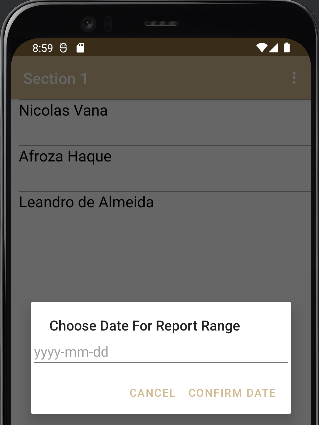 8:59
Section 1
Nicolas Vana
Afroza Haque
Leandro de Almeida
Choose Date For Report Range
yyyy-mm-dd
CANCEL CONFIRM DATE